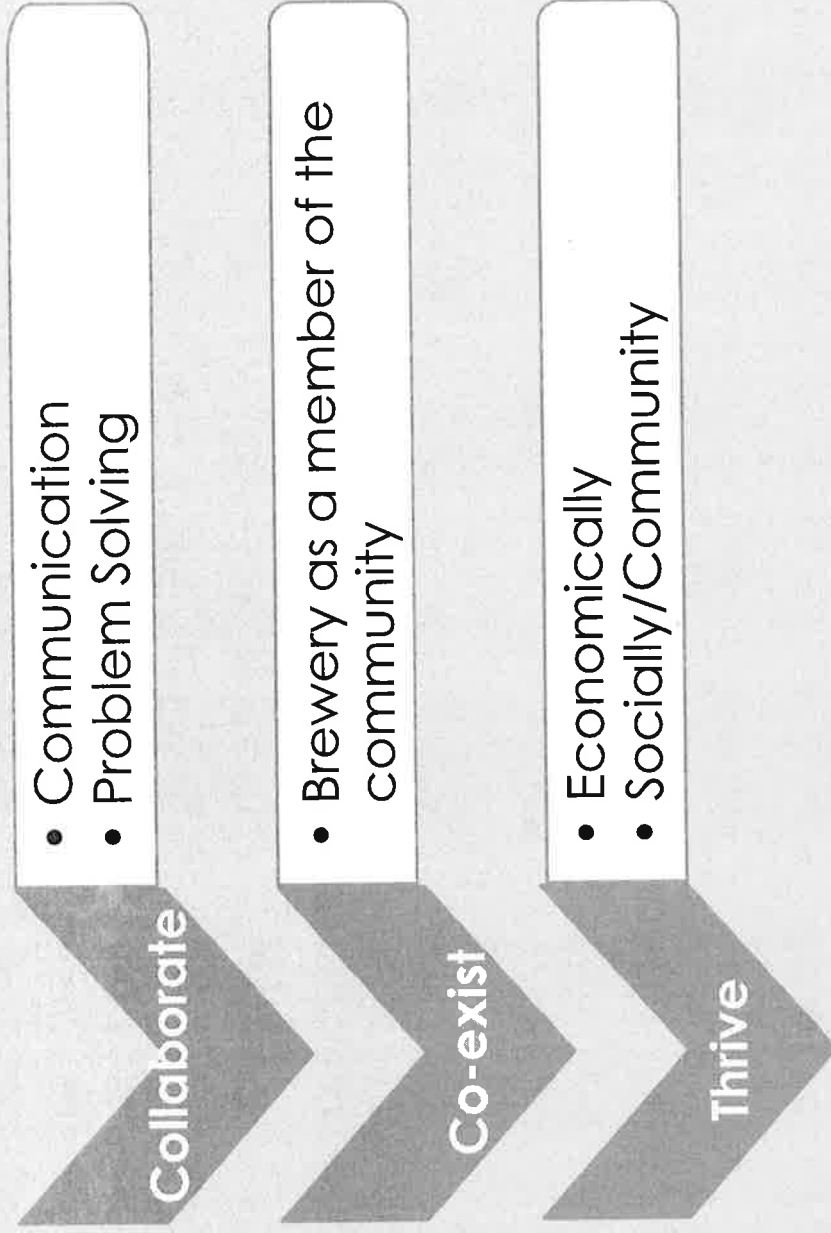 Collaborate
• Communication
• Problem Solving
Co-exist
• Brewery as a member of the
community
Thrive
• Economically
• Socially/Community